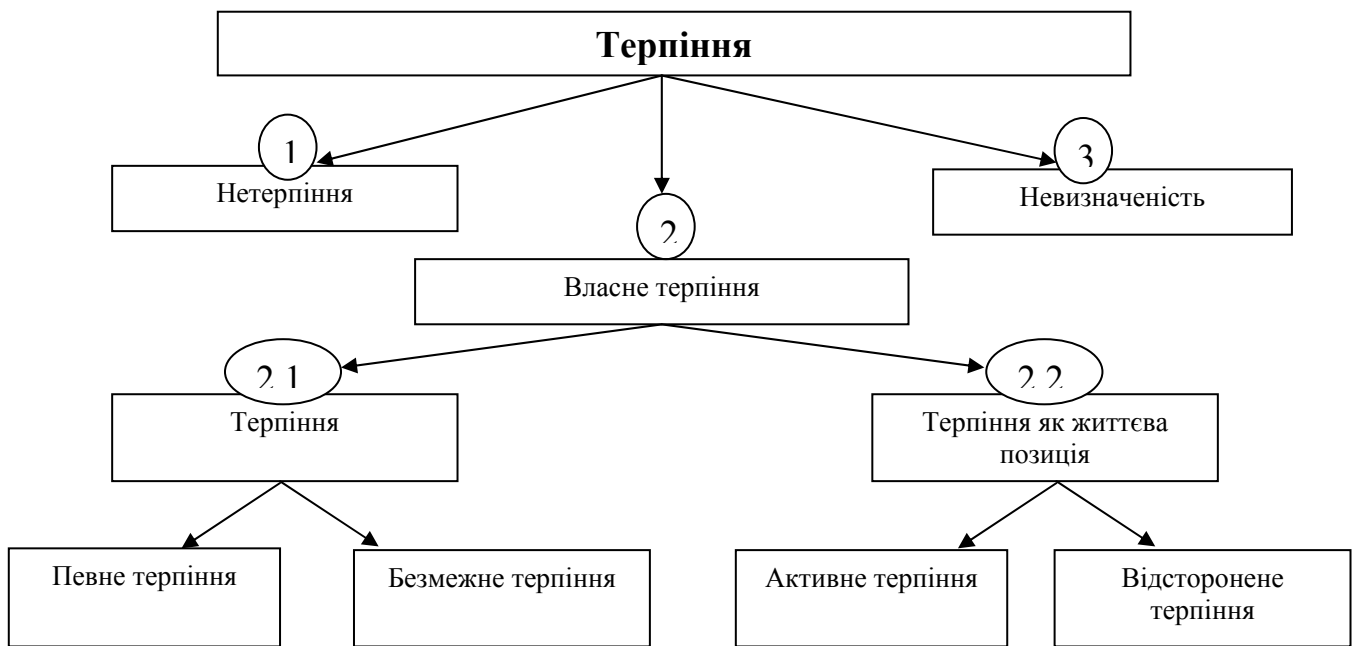 Терпіння
1
3
Нетерпіння
Невизначеність
2
Власне терпіння
2.1
2.2
Терпіння
Терпіння як життєва
позиція
Певне терпіння
Безмежне терпіння
Активне терпіння
Відсторонене
терпіння